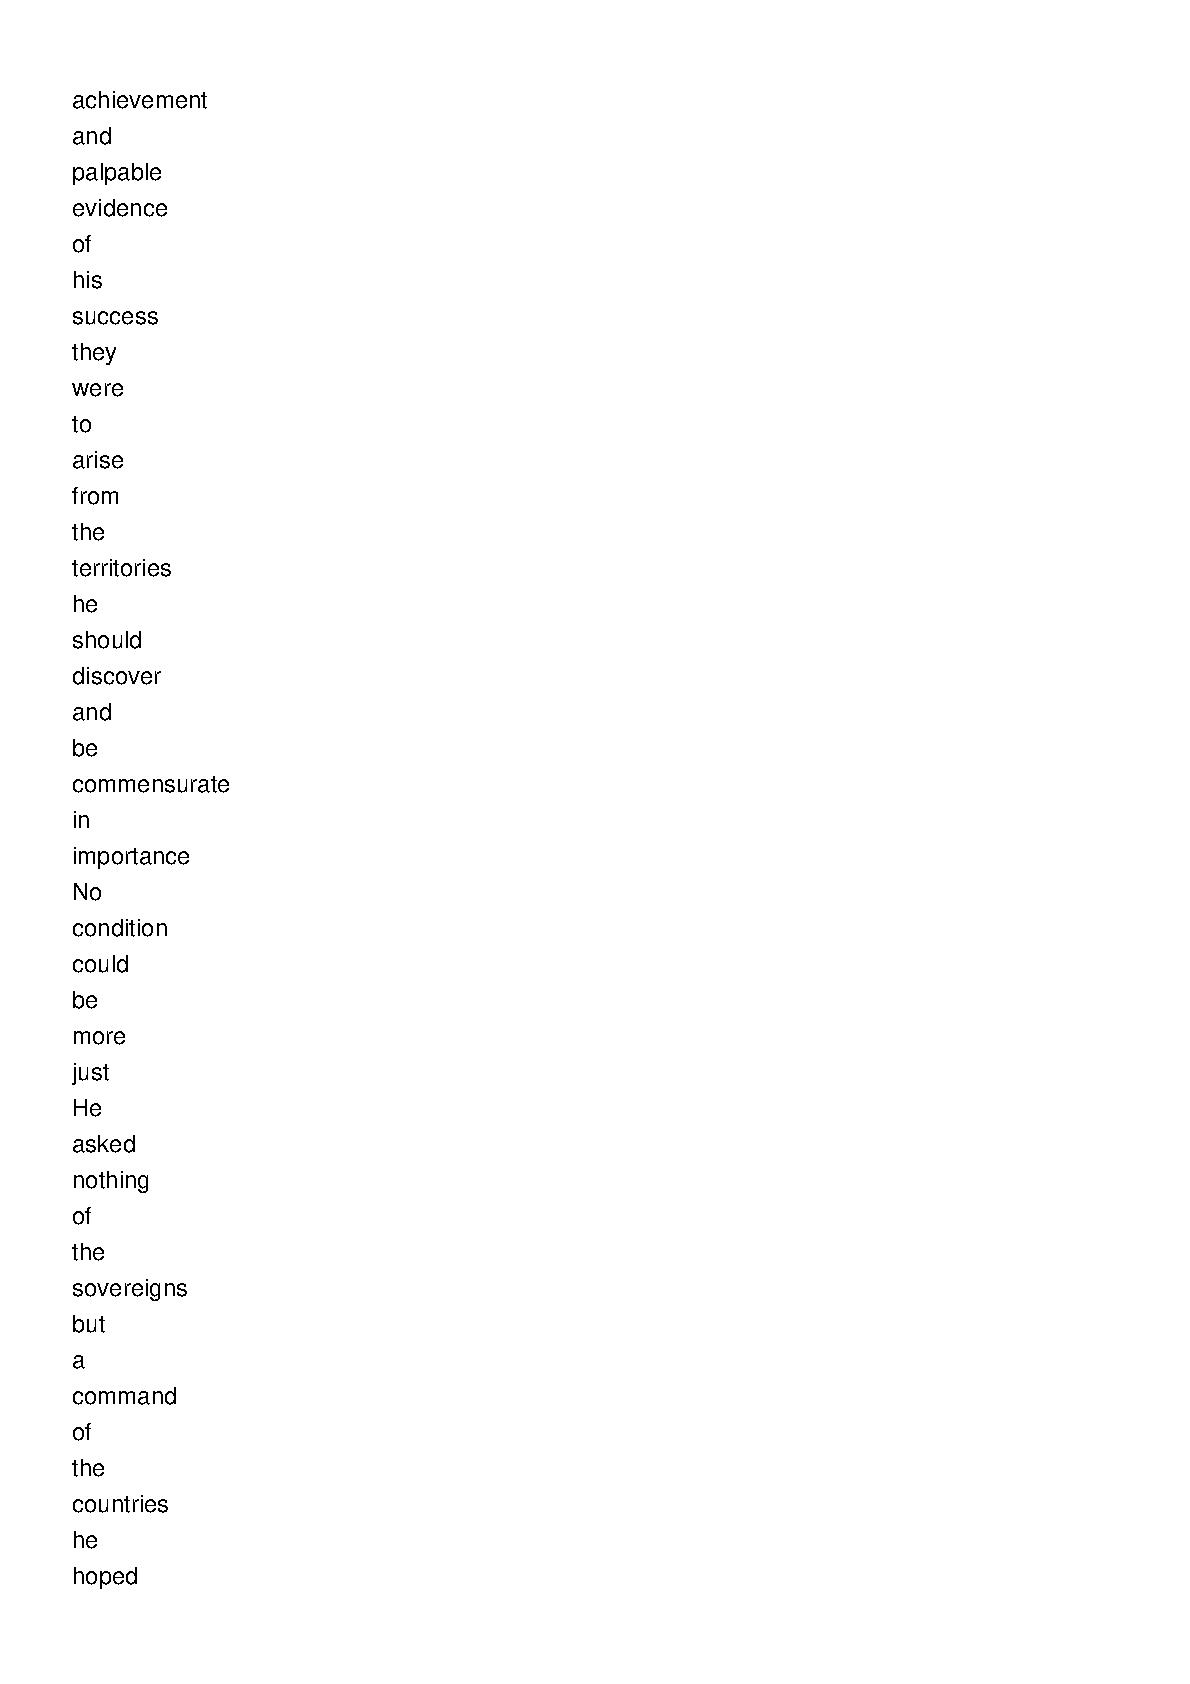 achievement
and
palpable
evidence
of
his
success
they
were
to
arise
from
the
territories
he
should
discover
and
be
commensurate
in
importance
No
condition
could
be
more
just
He
asked
nothing
of
the
sovereigns
but
a
command
of
the
countries
he
hoped